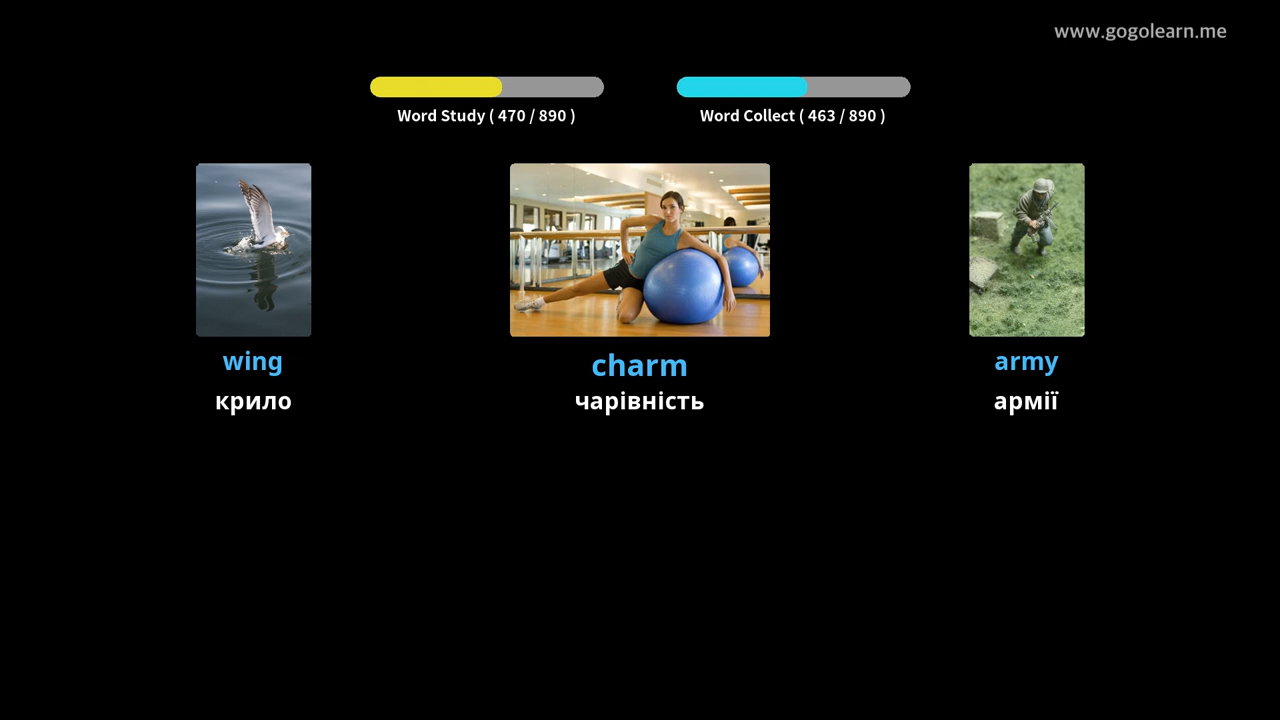 www.gogolearn.me
Word Study ( 470 / 890 )
Word Collect ( 463 / 890 )
wing
крило
charm
чарівність
army
армії